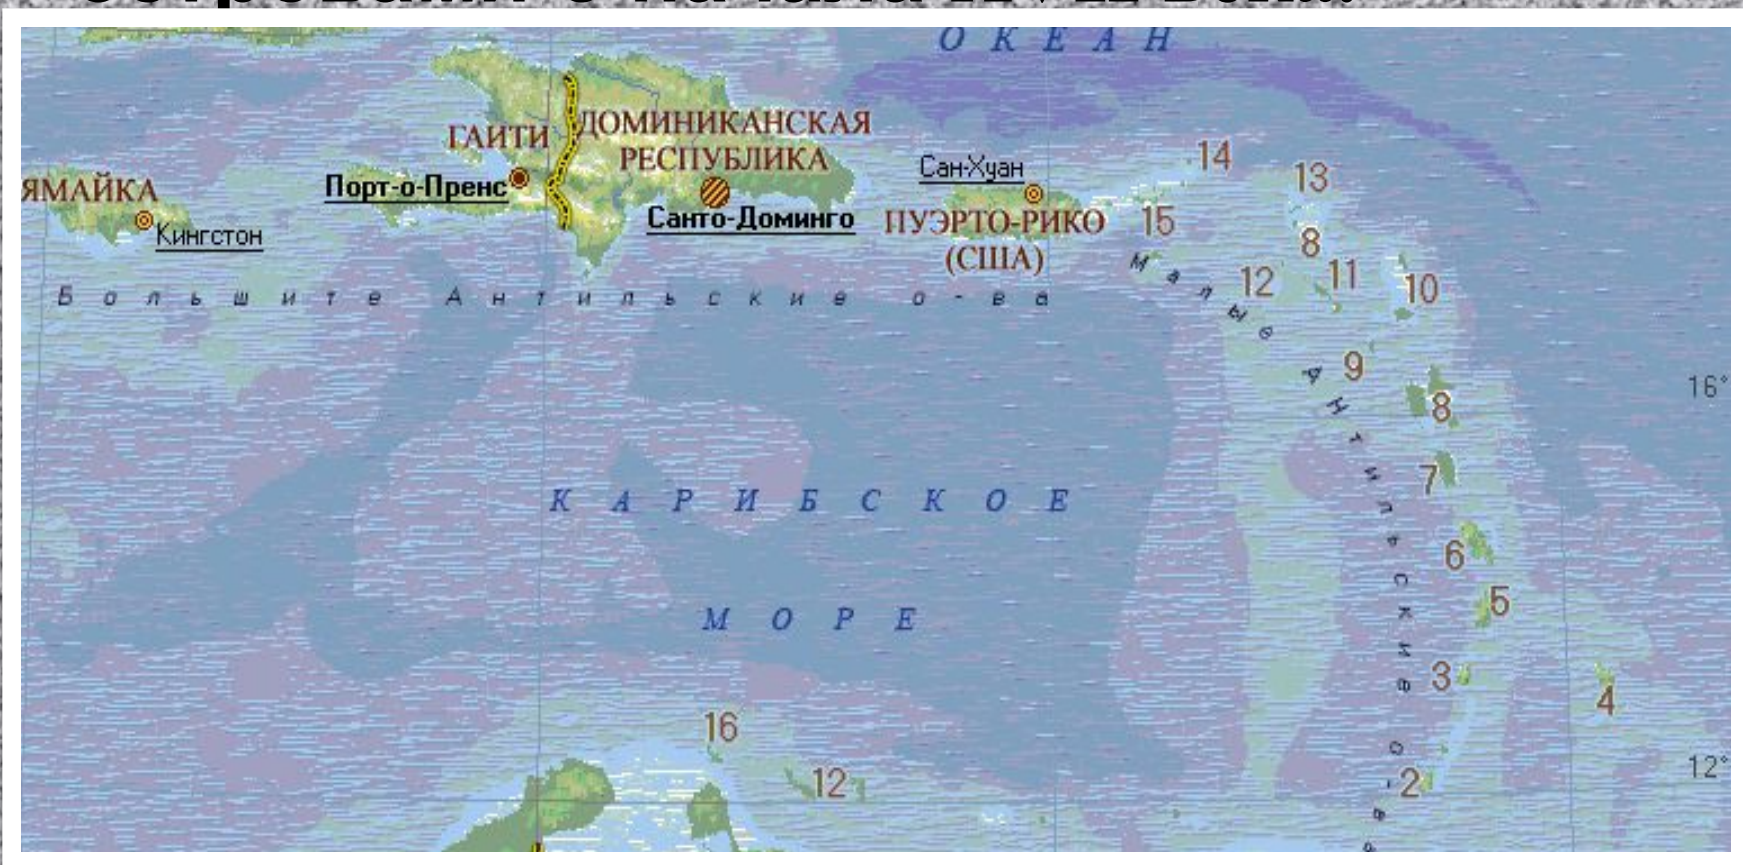 ОКЕАН
ГАИТИ
ДОМИНИКАНСКАЯ
РЕСПУБЛИКА
Порт-о-Пренс
Санто-Доминго
ЯМАЙКА
Кингстон
Сан-Хуан
ПУЭРТО-РИКО
(США)
14
13
15
8
12
11
10
Большие Антильские о-ва
Малые Антильские о-ва
9
16°
8
7
КАРИБСКОЕ
МОРЕ
6
5
3
4
16
12
2
12°